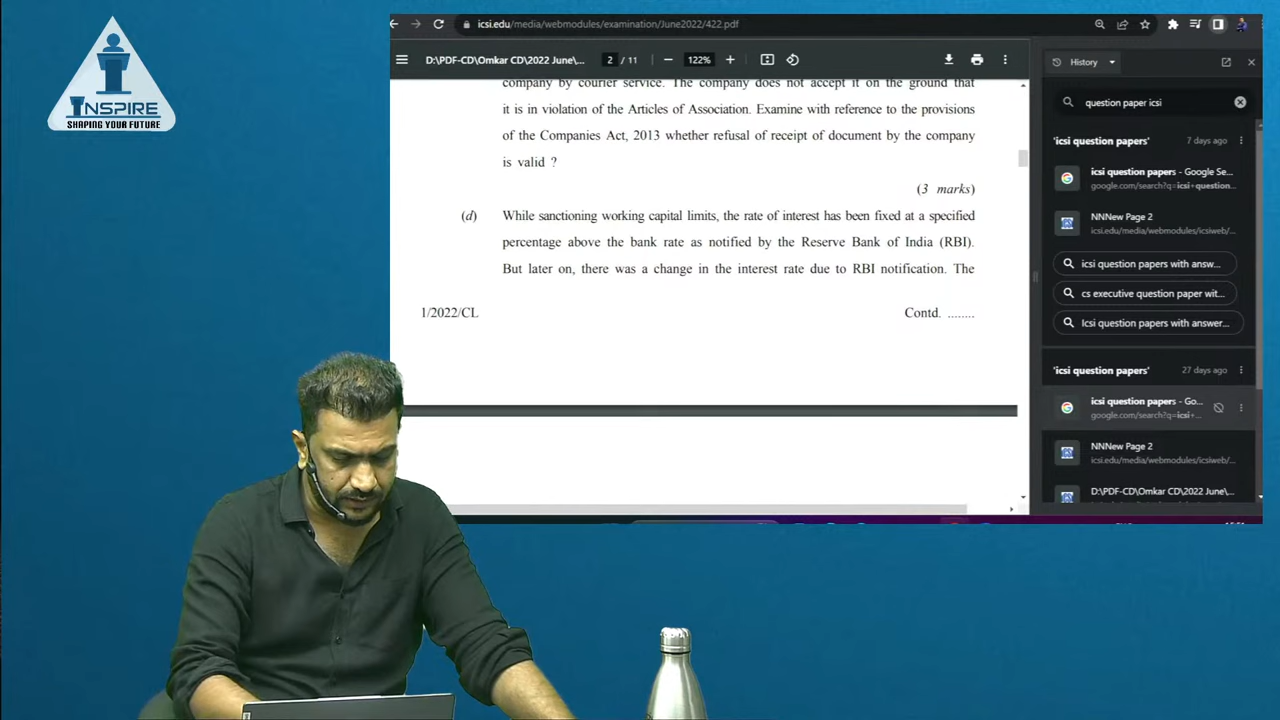 INSPIRE
SHAPING YOUR FUTURE
icsi.edu/media/webmodules/examination/June2022/422.pdf
D:\PDF-CD\Omkar CD\2022 June\...
2 / 11
122%
company by courier service. The company does not accept it on the ground that
it is in violation of the Articles of Association. Examine with reference to the provisions
of the Companies Act, 2013 whether refusal of receipt of document by the company
is valid ?
(3 marks)
(d) While sanctioning working capital limits, the rate of interest has been fixed at a specified
percentage above the bank rate as notified by the Reserve Bank of India (RBI).
But later on, there was a change in the interest rate due to RBI notification. The
1/2022/CL
Contd. ........
History
question paper icsi
'icsi question papers' 7 days ago
icsi question papers - Google Se...
google.com/search?q=icsi+question...
NNNew Page 2
icsi.edu/media/webmodules/icsiweb/...
icsi question papers with answ...
cs executive question paper wit...
Icsi question papers with answer...
'icsi question papers' 27 days ago
icsi question papers - Go...
google.com/search?q=icsi+...
NNNew Page 2
icsi.edu/media/webmodules/icsiweb/...
D:\PDF-CD\Omkar CD\2022 June\...